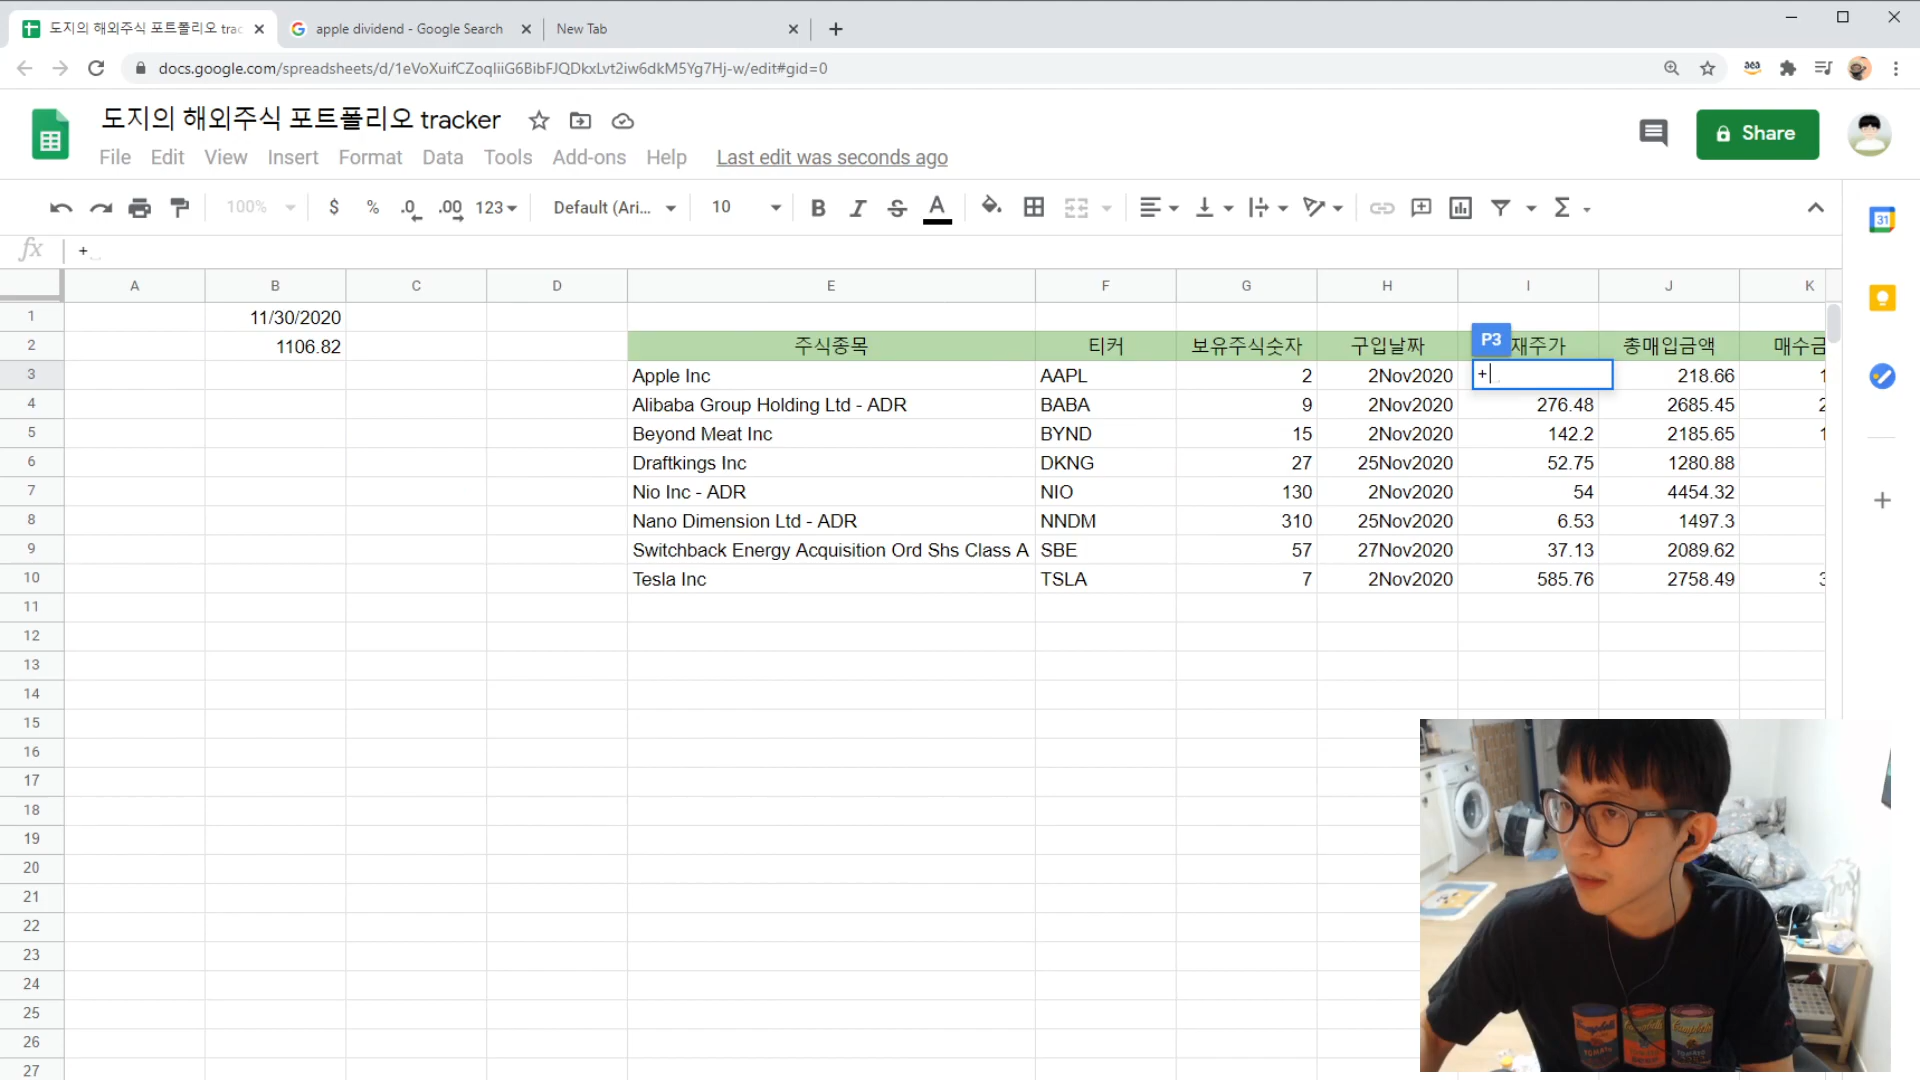 도지의 해외주식 포트폴리오 trac
apple dividend - Google Search
New Tab
docs.google.com/spreadsheets/d/1eVoXuifCZoqliiG6BibFJQDkxLvt2iw6dkM5Yg7Hj-w/edit#gid=0
도지의 해외주식 포트폴리오 tracker
Share
File Edit View Insert Format Data Tools Add-ons Help Last edit was seconds ago
100% $ % .0 .00 123 Default (Ari... 10 B I S A Σ
31
fx +
A B C D E F G H I J K
1 11/30/2020
2 1106.82 주식종목 티커 보유주식숫자 구입날짜 P3 재주가 총매입금액 매수금
3 Apple Inc AAPL 2 2Nov2020 + 218.66 1
4 Alibaba Group Holding Ltd - ADR BABA 9 2Nov2020 276.48 2685.45 2
5 Beyond Meat Inc BYND 15 2Nov2020 142.2 2185.65 1
6 Draftkings Inc DKNG 27 25Nov2020 52.75 1280.88
7 Nio Inc - ADR NIO 130 2Nov2020 54 4454.32
8 Nano Dimension Ltd - ADR NNDM 310 25Nov2020 6.53 1497.3
9 Switchback Energy Acquisition Ord Shs Class A SBE 57 27Nov2020 37.13 2089.62
10 Tesla Inc TSLA 7 2Nov2020 585.76 2758.49 3
11
12
13
14
15
16
17
18
19
20
21
22
23
24
25
26
27
Campbell's
TOMATO